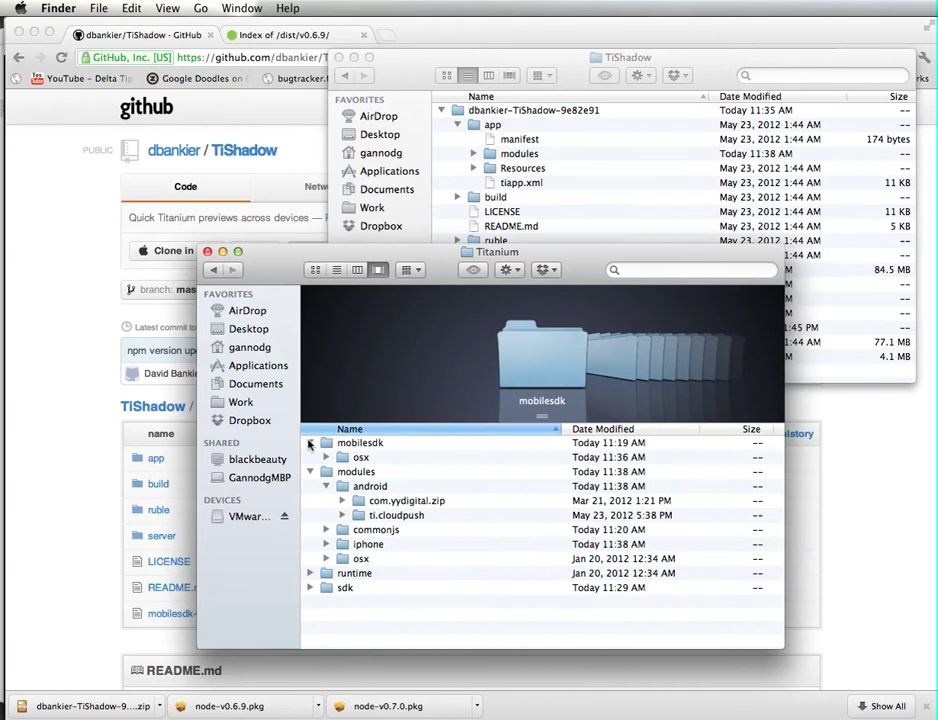 Finder File Edit View Go Window Help
dbankier/TiShadow · GitHub
Index of /dist/v0.6.9/
GitHub, Inc. [US] https://github.com/dbankier/T
YouTube - Delta Tip
Google Doodles on
bugtracker.f
rks
TiShadow
FAVORITES
AirDrop
Desktop
gannodg
Applications
Documents
Work
Dropbox
Name Date Modified Size
dbankier-TiShadow-9e82e91 Today 11:35 AM --
app May 23, 2012 1:44 AM --
manifest May 23, 2012 1:44 AM 174 bytes
modules Today 11:38 AM --
Resources May 23, 2012 1:44 AM --
tiapp.xml May 23, 2012 1:44 AM 11 KB
build May 23, 2012 1:44 AM --
LICENSE May 23, 2012 1:44 AM 11 KB
README.md May 23, 2012 1:44 AM 5 KB
ruble May 23, 2012 1:44 AM --
M --
M 84.5 MB
M --
M --
:45 PM --
M 77.1 MB
M 4.1 MB
github
PUBLIC dbankier / TiShadow
Code Netw
Quick Titanium previews across devices —
Clone in
branch: mas
Latest commit to
npm version up
David Bankie
TiShadow /
name
history
app
build
ruble
server
LICENSE
README.m
mobilesdk-
README.md
Titanium
FAVORITES
AirDrop
Desktop
gannodg
Applications
Documents
Work
Dropbox
SHARED
blackbeauty
GannodgMBP
DEVICES
VMwar...
mobilesdk
Name Date Modified Size
mobilesdk Today 11:19 AM --
osx Today 11:36 AM --
modules Today 11:38 AM --
android Today 11:38 AM --
com.yydigital.zip Mar 21, 2012 1:21 PM --
ti.cloudpush May 23, 2012 5:38 PM --
commonjs Today 11:20 AM --
iphone Today 11:38 AM --
osx Jan 20, 2012 12:34 AM --
runtime Jan 20, 2012 12:34 AM --
sdk Today 11:29 AM --
dbankier-TiShadow-9....zip
node-v0.6.9.pkg
node-v0.7.0.pkg
Show All